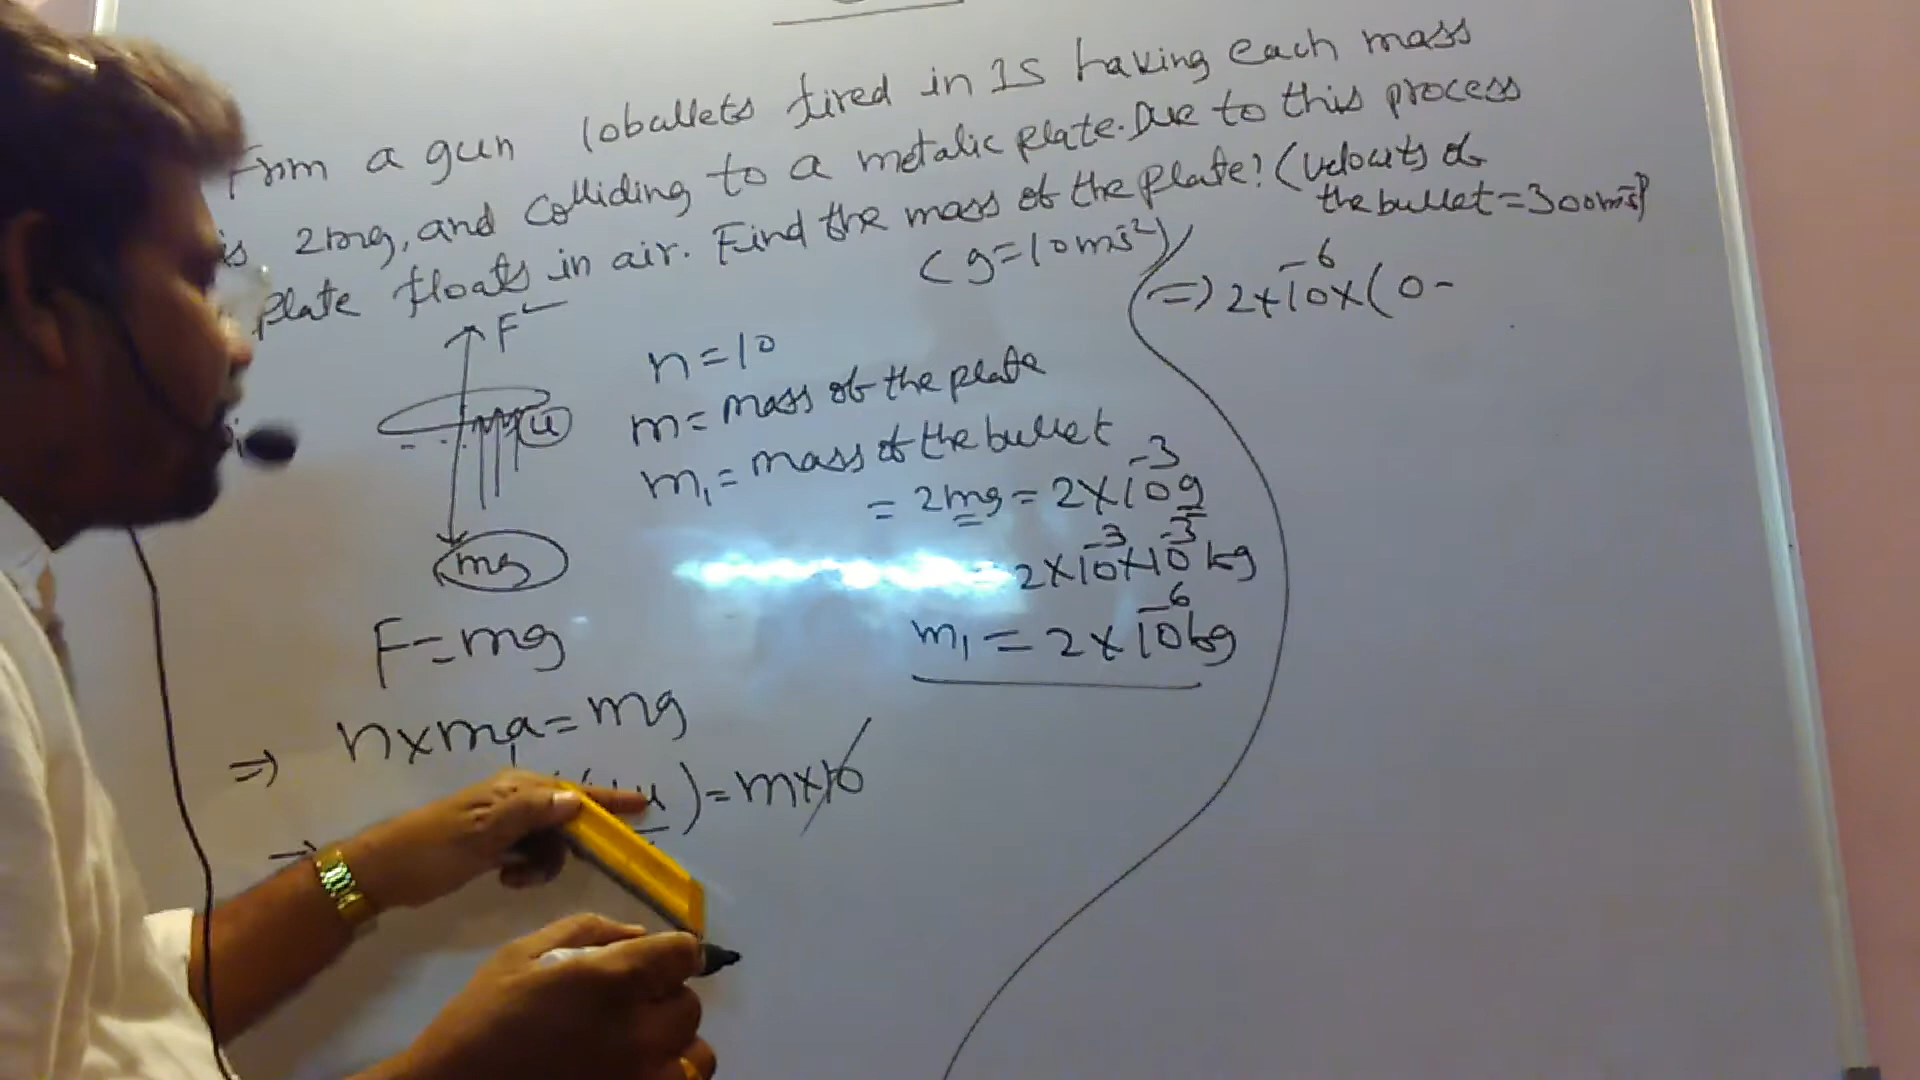 From a gun 10 bullets fired in 1s having each mass
is 2mg, and colliding to a metalic plate. Due to this process
plate floats in air. Find the mass of the plate? (velocity of
the bullet = 300ms⁻¹)
(g=10ms⁻²)
F
u
mg
F=mg
⇒ n×m₁a=mg
u)=m×10
n=10
m= mass of the plate
m₁= mass of the bullet
= 2mg = 2×10⁻³g
2×10⁻³×10⁻³kg
m₁ = 2×10⁻⁶kg
⇒ 2×10⁻⁶×(0-